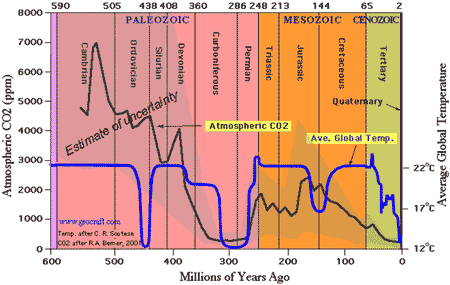 590 505 438 408 360 286 248 213 144 65 2
PALEOZOIC MESOZOIC CENOZOIC
8000
7000
6000
5000
4000
3000
2000
1000
0
Atmospheric CO2 (ppm)
Cambrian
Ordovician
Silurian
Devonian
Carboniferous
Permian
Triassic
Jurassic
Cretaceous
Tertiary
Quaternary
Estimate of uncertainty
Atmospheric CO2
Ave. Global Temp.
22°C
17°C
12°C
Average Global Temperature
www.geocraft.com
Temp. after C. R. Scotese
CO2 after R.A. Berner, 2001
600 500 400 300 200 100 0
Millions of Years Ago